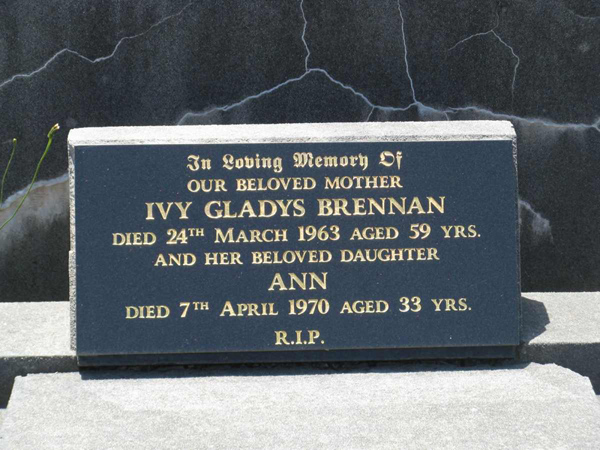 In Loving Memory Of
OUR BELOVED MOTHER
IVY GLADYS BRENNAN
DIED 24TH MARCH 1963 AGED 59 YRS.
AND HER BELOVED DAUGHTER
ANN
DIED 7TH APRIL 1970 AGED 33 YRS.
R.I.P.